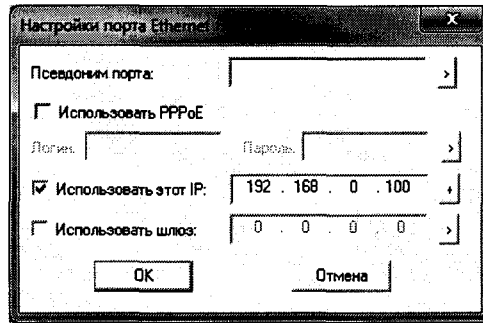 Настройки порта Ethernet
Псевдоним порта:
Использовать PPPoE
Логин: Пароль:
Использовать этот IP: 192 . 168 . 0 . 100
Использовать шлюз: 0 . 0 . 0 . 0
OK Отмена